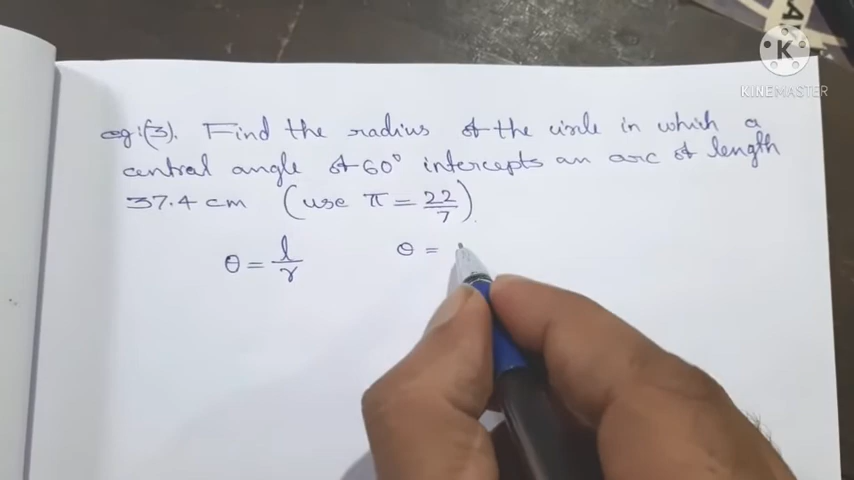 K
KINEMASTER
eg:(3). Find the radius of the circle in which a
central angle of 60° intercepts an arc of length
37.4 cm (use π = 22/7).
θ = l/r θ =